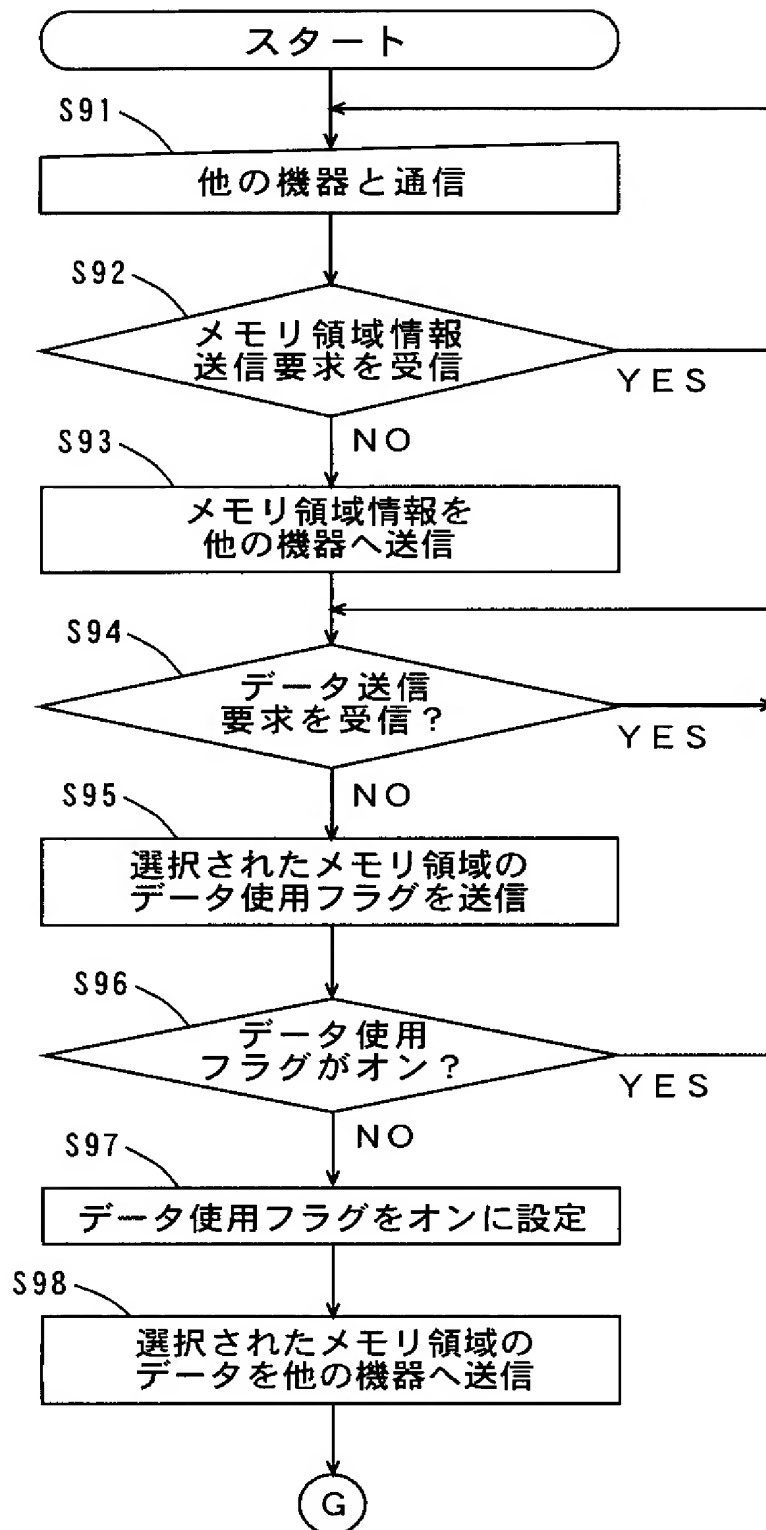 スタート
S91
他の機器と通信
S92
メモリ領域情報
送信要求を受信
YES
NO
S93
メモリ領域情報を
他の機器へ送信
S94
データ送信
要求を受信?
YES
NO
S95
選択されたメモリ領域の
データ使用フラグを送信
S96
データ使用
フラグがオン?
YES
NO
S97
データ使用フラグをオンに設定
S98
選択されたメモリ領域の
データを他の機器へ送信
G